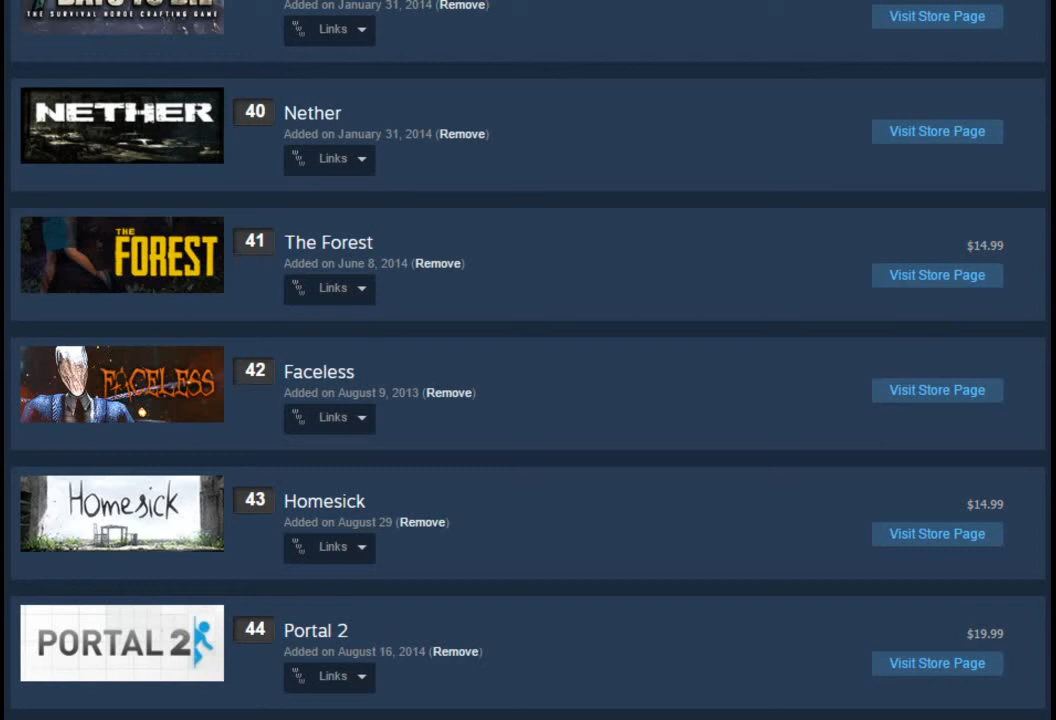 THE SURVIVAL HORDE CRAFTING GAME
Added on January 31, 2014 (Remove)
Links
Visit Store Page
NETHER
40
Nether
Added on January 31, 2014 (Remove)
Links
Visit Store Page
THE
FOREST
41
The Forest
Added on June 8, 2014 (Remove)
Links
$14.99
Visit Store Page
FACELESS
42
Faceless
Added on August 9, 2013 (Remove)
Links
Visit Store Page
Homesick
43
Homesick
Added on August 29 (Remove)
Links
$14.99
Visit Store Page
PORTAL 2
44
Portal 2
Added on August 16, 2014 (Remove)
Links
$19.99
Visit Store Page